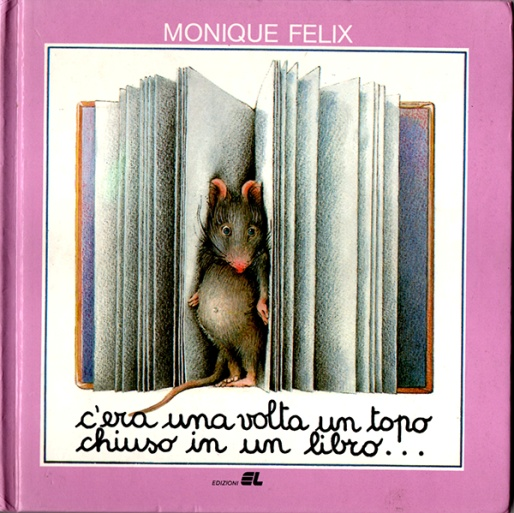 MONIQUE FELIX
c'era una volta un topo
chiuso in un libro...
EDIZIONI EL